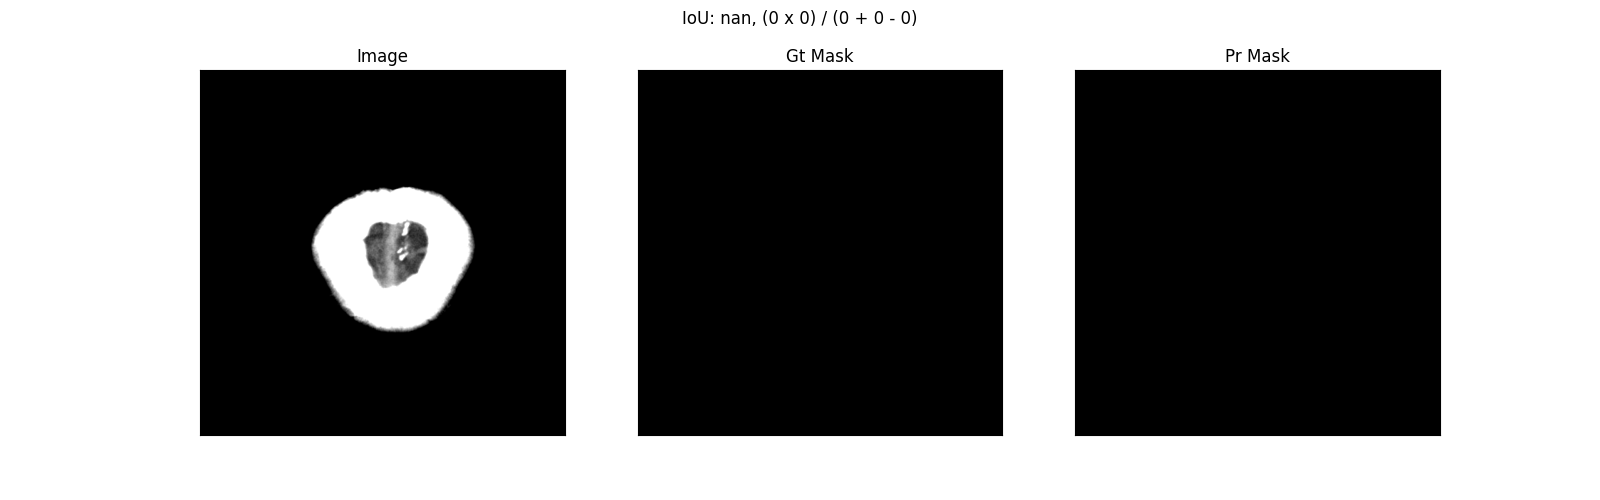 IoU: nan, (0 x 0) / (0 + 0 - 0)
Image
Gt Mask
Pr Mask